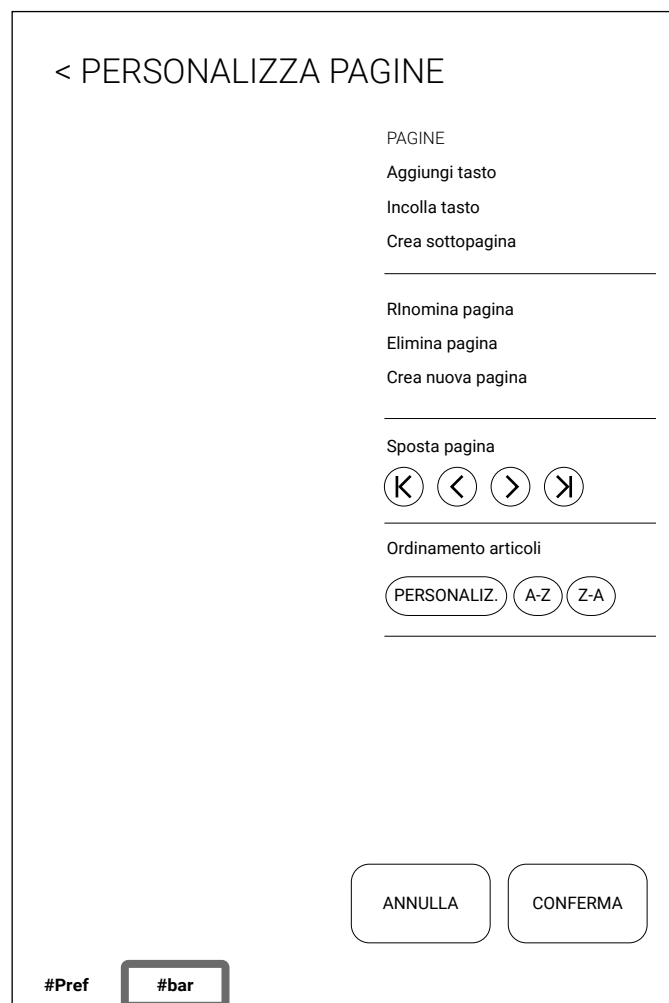 < PERSONALIZZA PAGINE
PAGINE
Aggiungi tasto
Incolla tasto
Crea sottopagina
RInomina pagina
Elimina pagina
Crea nuova pagina
Sposta pagina
Ordinamento articoli
PERSONALIZ. A-Z Z-A
ANNULLA CONFERMA
#Pref #bar